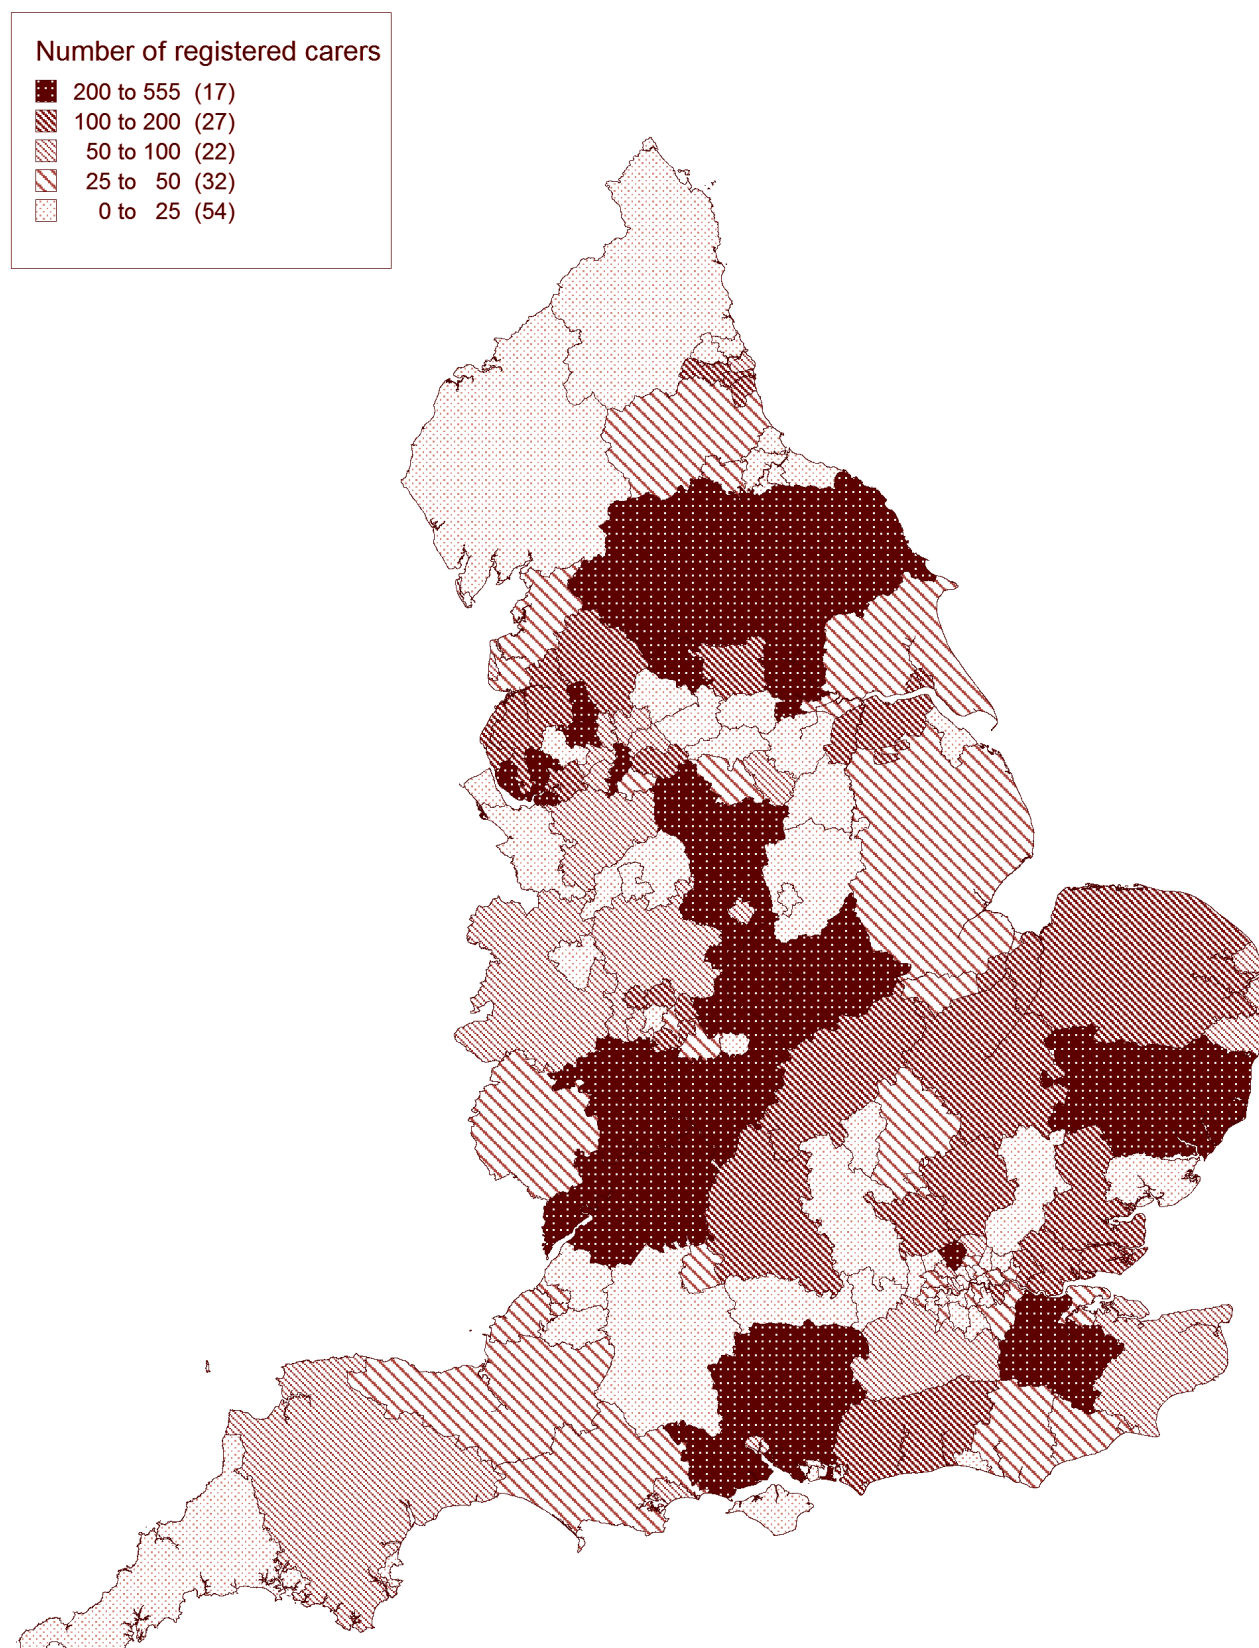 Number of registered carers
200 to 555 (17)
100 to 200 (27)
50 to 100 (22)
25 to 50 (32)
0 to 25 (54)